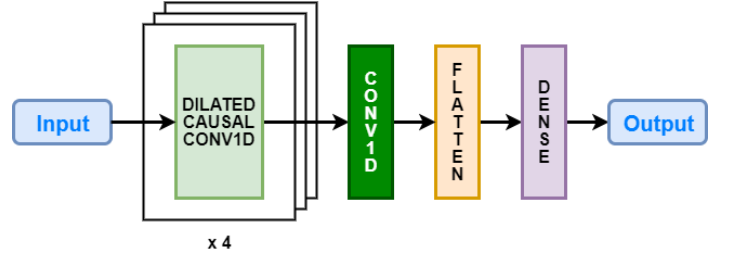 Input
DILATED
CAUSAL
CONV1D
x 4
CONV1D
FLATTEN
DENSE
Output